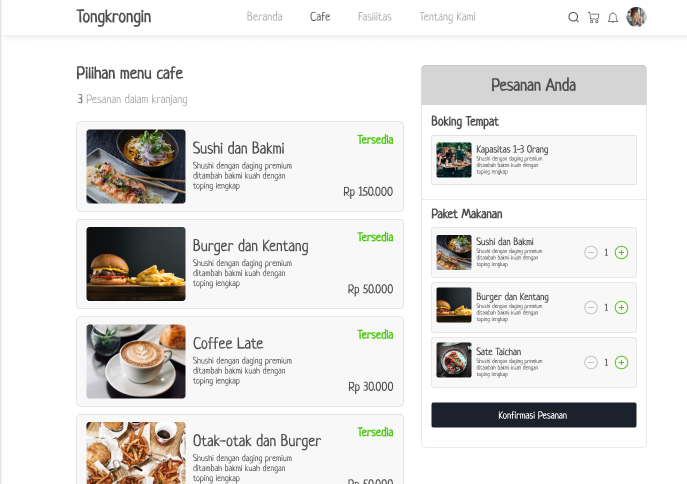 Tongkrongin
Beranda Cafe Fasilitas Tentang Kami
Pilihan menu cafe
3 Pesanan dalam kranjang
Sushi dan Bakmi
Tersedia
Shushi dengan daging premium
ditambah bakmi kuah dengan
toping lengkap
Rp 150.000
Burger dan Kentang
Tersedia
Shushi dengan daging premium
ditambah bakmi kuah dengan
toping lengkap
Rp 50.000
Coffee Late
Tersedia
Shushi dengan daging premium
ditambah bakmi kuah dengan
toping lengkap
Rp 30.000
Otak-otak dan Burger
Tersedia
Shushi dengan daging premium
ditambah bakmi kuah dengan
toping lengkap
Rp 50.000
Pesanan Anda
Boking Tempat
Kapasitas 1-3 Orang
Shushi dengan daging premium
ditambah bakmi kuah dengan
toping lengkap
Paket Makanan
Sushi dan Bakmi
Shushi dengan daging premium
ditambah bakmi kuah dengan
toping lengkap
1
Burger dan Kentang
Shushi dengan daging premium
ditambah bakmi kuah dengan
toping lengkap
1
Sate Taichan
Shushi dengan daging premium
ditambah bakmi kuah dengan
toping lengkap
1
Konfirmasi Pesanan